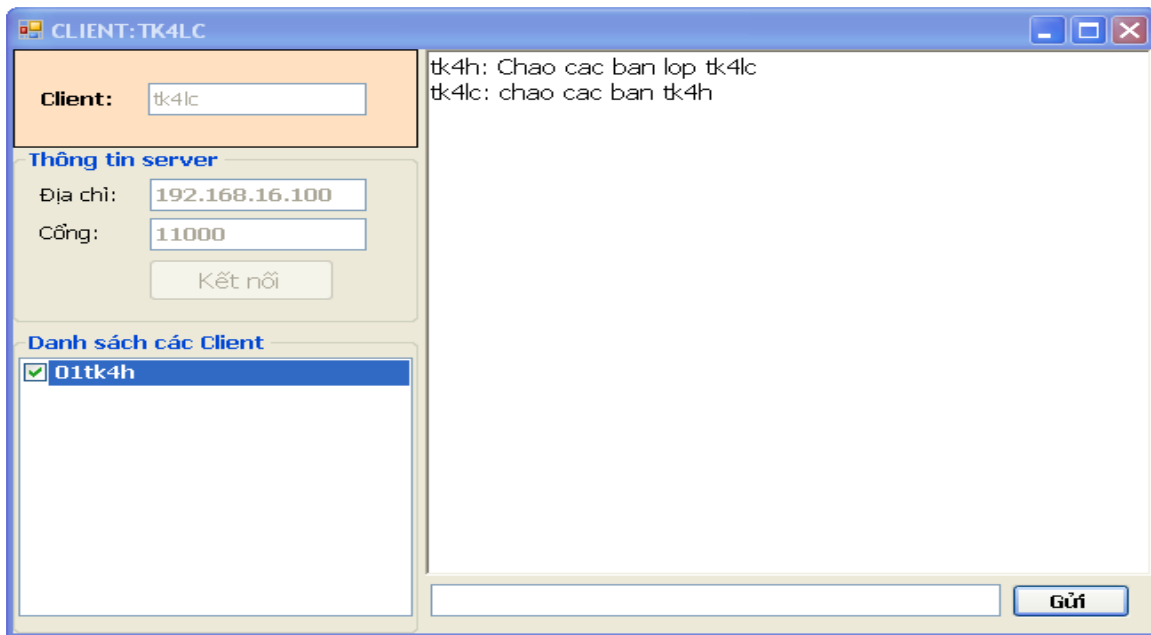 CLIENT:TK4LC
Client: tk4lc
Thông tin server
Địa chỉ: 192.168.16.100
Cổng: 11000
Kết nối
Danh sách các Client
01tk4h
tk4h: Chao cac ban lop tk4lc
tk4lc: chao cac ban tk4h
Gửi